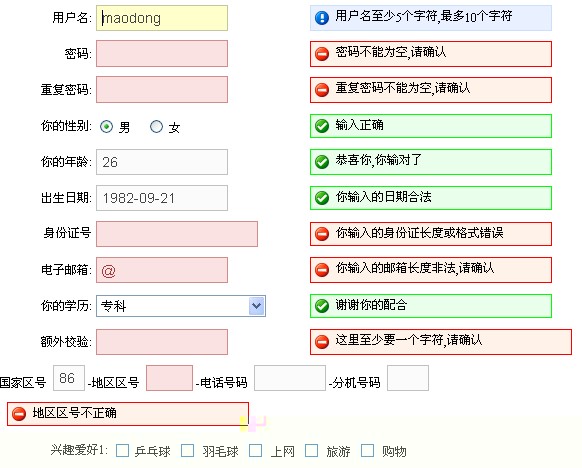 用户名: maodong 用户名至少5个字符,最多10个字符
密码: 密码不能为空,请确认
重复密码: 重复密码不能为空,请确认
你的性别: 男 女 输入正确
你的年龄: 26 恭喜你,你输对了
出生日期: 1982-09-21 你输入的日期合法
身份证号 你输入的身份证长度或格式错误
电子邮箱: @ 你输入的邮箱长度非法,请确认
你的学历: 专科 谢谢你的配合
额外校验: 这里至少要一个字符,请确认
国家区号 86 -地区区号 -电话号码 -分机号码
地区区号不正确
兴趣爱好1: 乒乓球 羽毛球 上网 旅游 购物